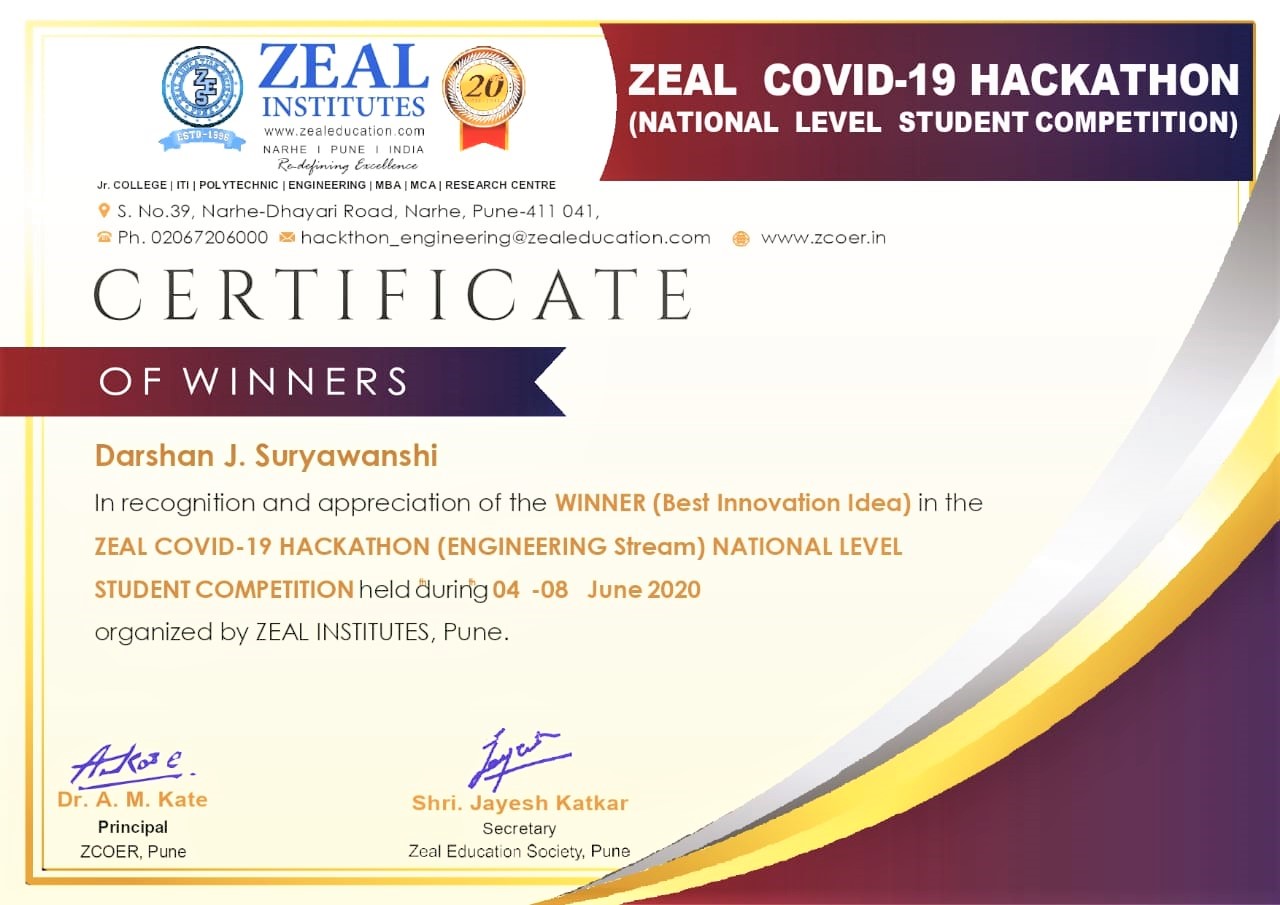 ZEAL
INSTITUTES
www.zealeducation.com
NARHE | PUNE | INDIA
Re-defining Excellence
ZES
ESTD-1996
20
ZEAL COVID-19 HACKATHON
(NATIONAL LEVEL STUDENT COMPETITION)
Jr. COLLEGE | ITI | POLYTECHNIC | ENGINEERING | MBA | MCA | RESEARCH CENTRE
S. No.39, Narhe-Dhayari Road, Narhe, Pune-411 041,
Ph. 02067206000 hackthon_engineering@zealeducation.com www.zcoer.in
CERTIFICATE
OF WINNERS
Darshan J. Suryawanshi
In recognition and appreciation of the WINNER (Best Innovation Idea) in the
ZEAL COVID-19 HACKATHON (ENGINEERING Stream) NATIONAL LEVEL
STUDENT COMPETITION held during 04 -08 June 2020
th th
organized by ZEAL INSTITUTES, Pune.
Dr. A. M. Kate
Principal
ZCOER, Pune
Shri. Jayesh Katkar
Secretary
Zeal Education Society, Pune